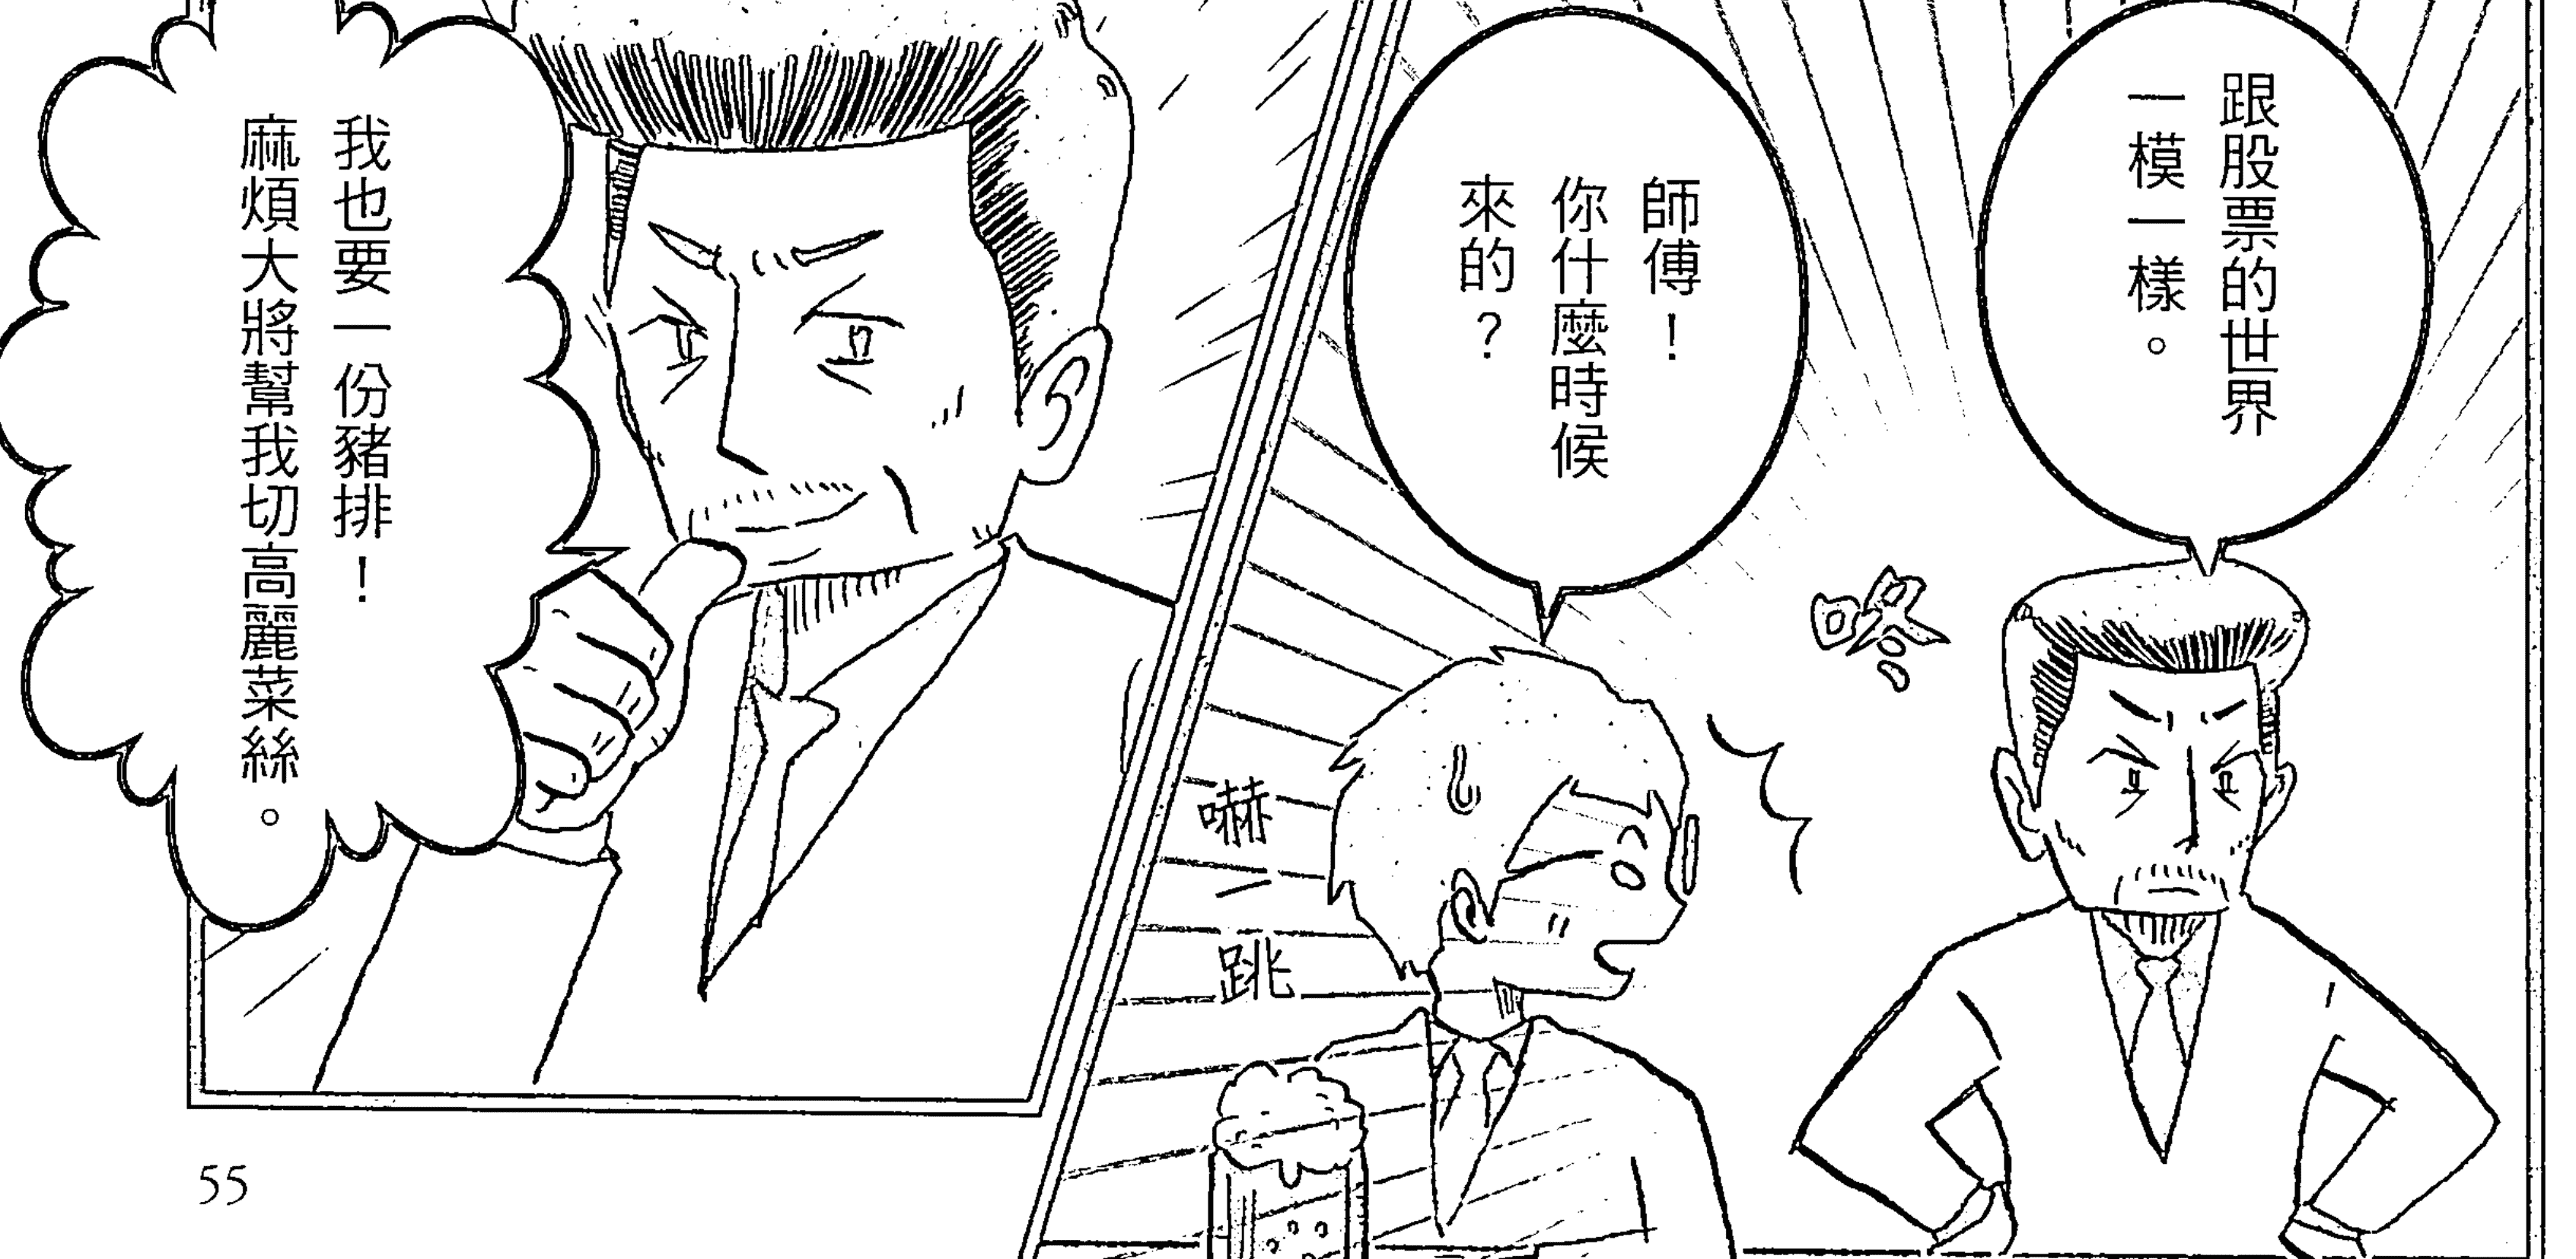 跟股票的世界
一模一樣。
師傅！
你什麼時候
來的？
嚇一跳
我也要一份豬排！
麻煩大將幫我切高麗菜絲。
55